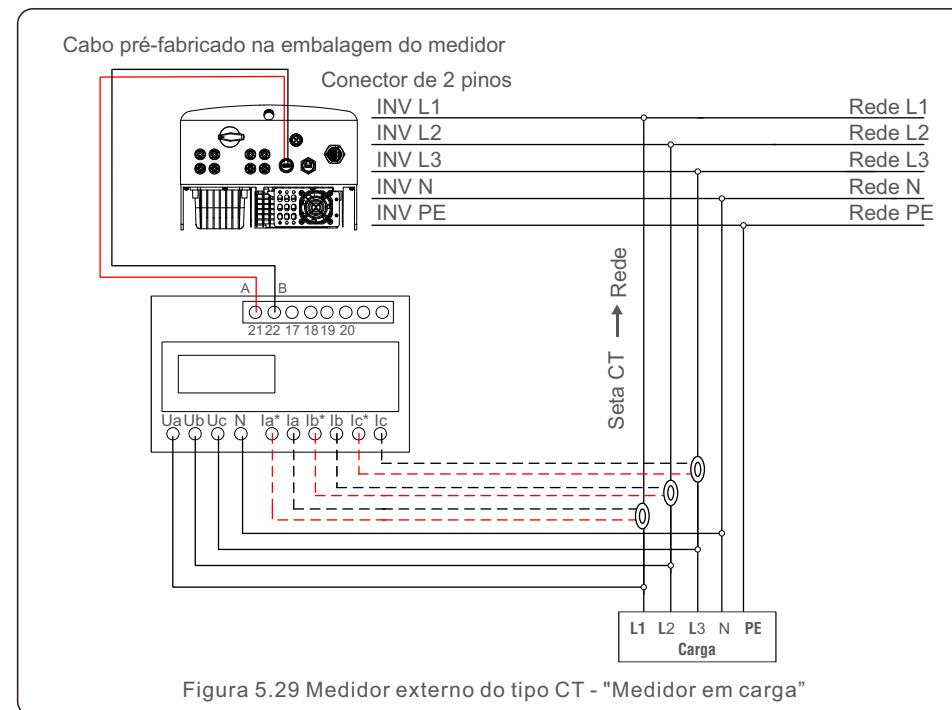 Cabo pré-fabricado na embalagem do medidor
Conector de 2 pinos
INV L1 Rede L1
INV L2 Rede L2
INV L3 Rede L3
INV N Rede N
INV PE Rede PE
Seta CT → Rede
A B
21 22 17 18 19 20
Ua Ub Uc N Ia* Ia Ib* Ib Ic* Ic
L1 L2 L3 N PE
Carga
Figura 5.29 Medidor externo do tipo CT - "Medidor em carga”